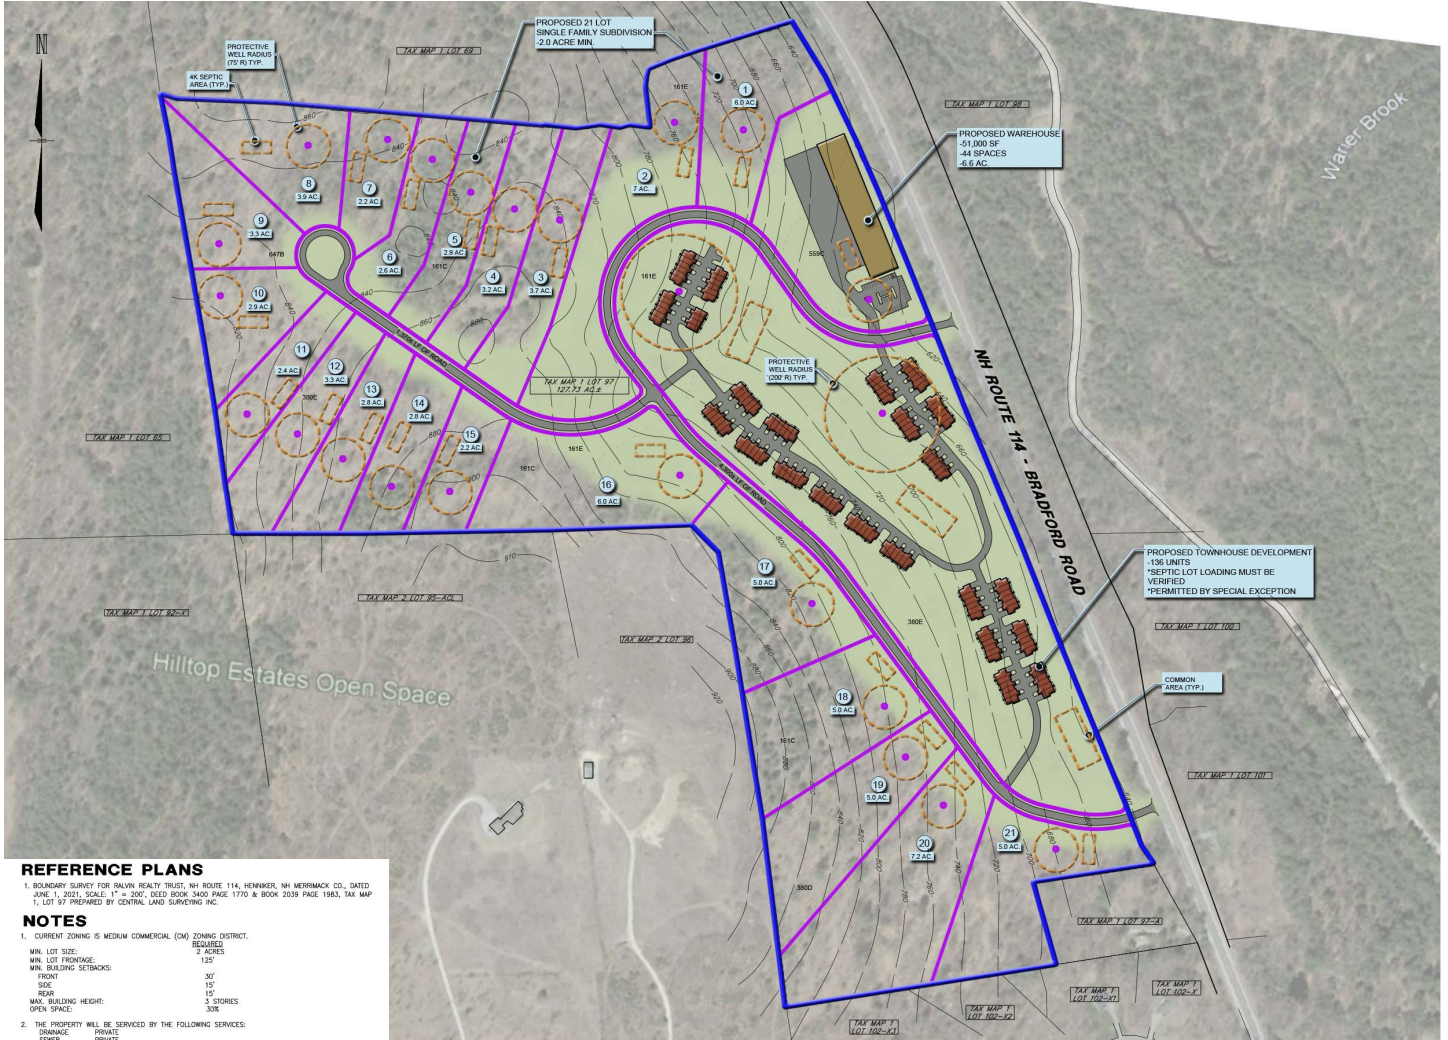 N
TAX MAP 1 LOT 69
PROPOSED 21 LOT
SINGLE FAMILY SUBDIVISION
-2.0 ACRE MIN.
PROTECTIVE
WELL RADIUS
(75' R) TYP.
4K SEPTIC
AREA (TYP.)
TAX MAP 1 LOT 98
Warner Brook
PROPOSED WAREHOUSE
-51,000 SF
-44 SPACES
-6.6 AC.
1
6.0 AC.
2
7 AC.
3
3.7 AC.
4
3.2 AC.
5
2.9 AC.
6
2.6 AC.
7
2.2 AC.
8
3.9 AC.
9
3.3 AC.
10
2.9 AC.
11
2.4 AC.
12
3.3 AC.
13
2.8 AC.
14
2.8 AC.
15
2.2 AC.
16
6.0 AC.
17
5.0 AC.
18
5.0 AC.
19
5.0 AC.
20
7.2 AC.
21
5.0 AC.
161E
161E
559C
647B
161C
380E
161C
161E
380E
161C
380D
TAX MAP 1 LOT 97
127.73 AC.±
PROTECTIVE
WELL RADIUS
(200' R) TYP.
NH ROUTE 114 - BRADFORD ROAD
TAX MAP 1 LOT 65
TAX MAP 1 LOT 92-X
TAX MAP 2 LOT 95-ACL
TAX MAP 2 LOT 96
Hilltop Estates Open Space
PROPOSED TOWNHOUSE DEVELOPMENT
-136 UNITS
*SEPTIC LOT LOADING MUST BE
VERIFIED
*PERMITTED BY SPECIAL EXCEPTION
TAX MAP 1 LOT 100
COMMON
AREA (TYP.)
TAX MAP 1 LOT 101
TAX MAP 1 LOT 97-A
TAX MAP 1
LOT 102-X1
TAX MAP 1
LOT 102-X
TAX MAP 1
LOT 102-X2
TAX MAP 1
LOT 102-X3
REFERENCE PLANS
1. BOUNDARY SURVEY FOR RALVIN REALTY TRUST, NH ROUTE 114, HENNIKER, NH MERRIMACK CO., DATED
JUNE 1, 2021, SCALE: 1" = 200', DEED BOOK 3400 PAGE 1770 & BOOK 2039 PAGE 1983, TAX MAP
1, LOT 97 PREPARED BY CENTRAL LAND SURVEYING INC.
NOTES
1. CURRENT ZONING IS MEDIUM COMMERCIAL (CM) ZONING DISTRICT.
REQUIRED
MIN. LOT SIZE: 2 ACRES
MIN. LOT FRONTAGE: 125'
MIN. BUILDING SETBACKS:
FRONT 30'
SIDE 15'
REAR 15'
MAX. BUILDING HEIGHT: 3 STORIES
OPEN SPACE: 30%
2. THE PROPERTY WILL BE SERVICED BY THE FOLLOWING SERVICES:
DRAINAGE PRIVATE
SEWER PRIVATE